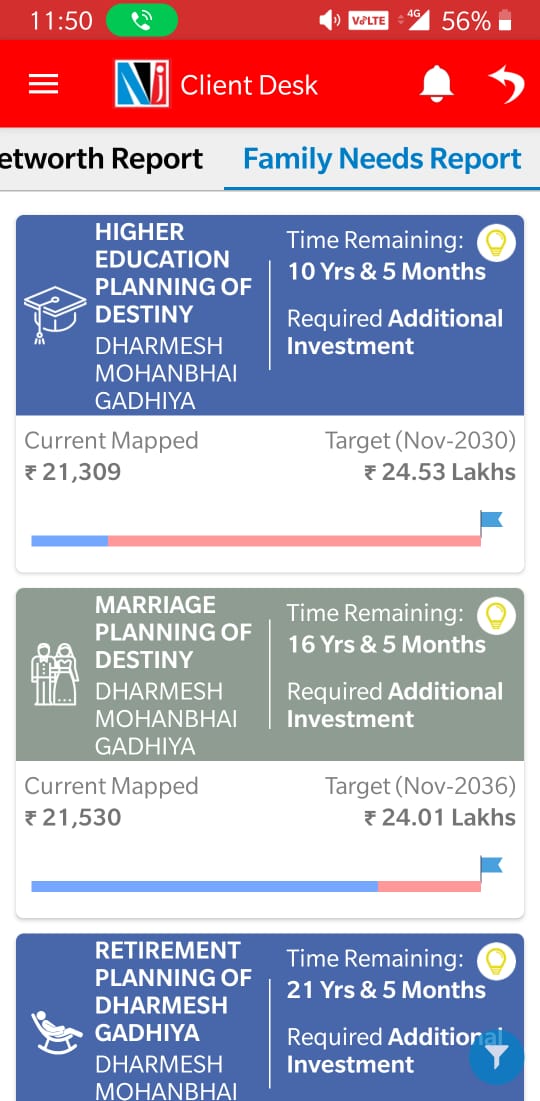 11:50
VoLTE 4G 56%
Nj Client Desk
etworth Report Family Needs Report
HIGHER
EDUCATION
PLANNING OF
DESTINY
DHARMESH
MOHANBHAI
GADHIYA
Time Remaining:
10 Yrs & 5 Months
Required Additional
Investment
Current Mapped
₹ 21,309
Target (Nov-2030)
₹ 24.53 Lakhs
MARRIAGE
PLANNING OF
DESTINY
DHARMESH
MOHANBHAI
GADHIYA
Time Remaining:
16 Yrs & 5 Months
Required Additional
Investment
Current Mapped
₹ 21,530
Target (Nov-2036)
₹ 24.01 Lakhs
RETIREMENT
PLANNING OF
DHARMESH
GADHIYA
DHARMESH
MOHANBHAI
Time Remaining:
21 Yrs & 5 Months
Required Additional
Investment